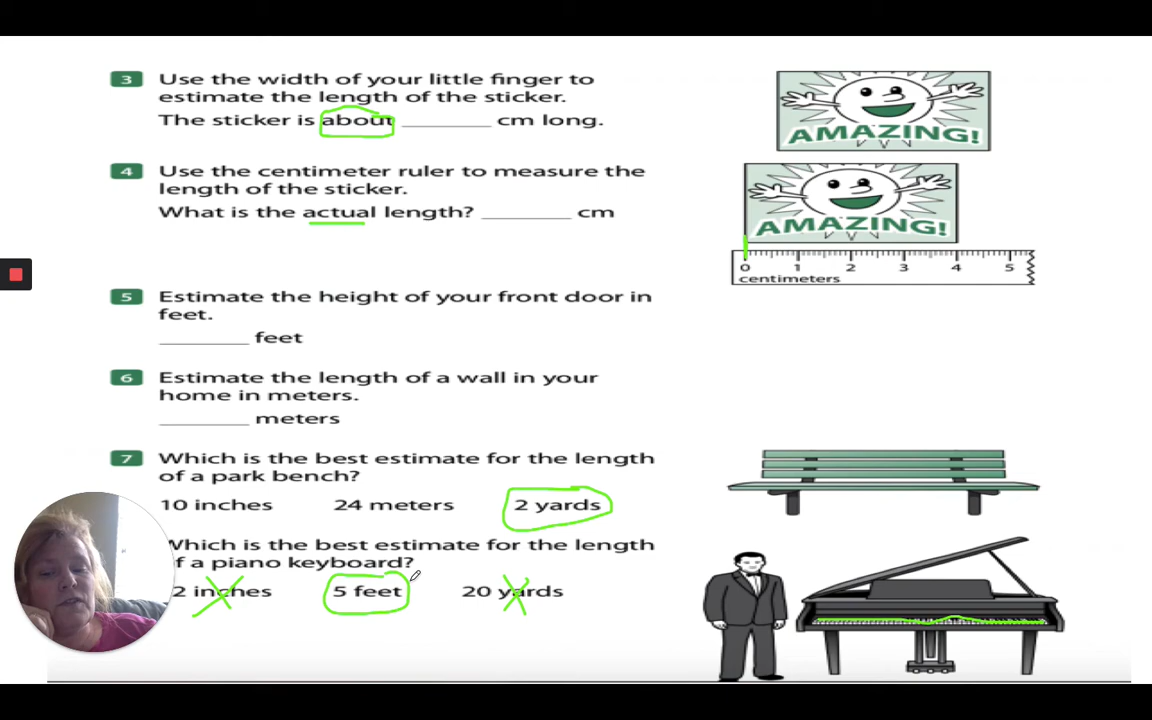 3 Use the width of your little finger to
estimate the length of the sticker.
The sticker is about ________ cm long.
AMAZING!
4 Use the centimeter ruler to measure the
length of the sticker.
What is the actual length? ________ cm
AMAZING!
0 1 2 3 4 5
centimeters
5 Estimate the height of your front door in
feet.
________ feet
6 Estimate the length of a wall in your
home in meters.
________ meters
7 Which is the best estimate for the length
of a park bench?
10 inches 24 meters 2 yards
Which is the best estimate for the length
of a piano keyboard?
2 inches 5 feet 20 yards